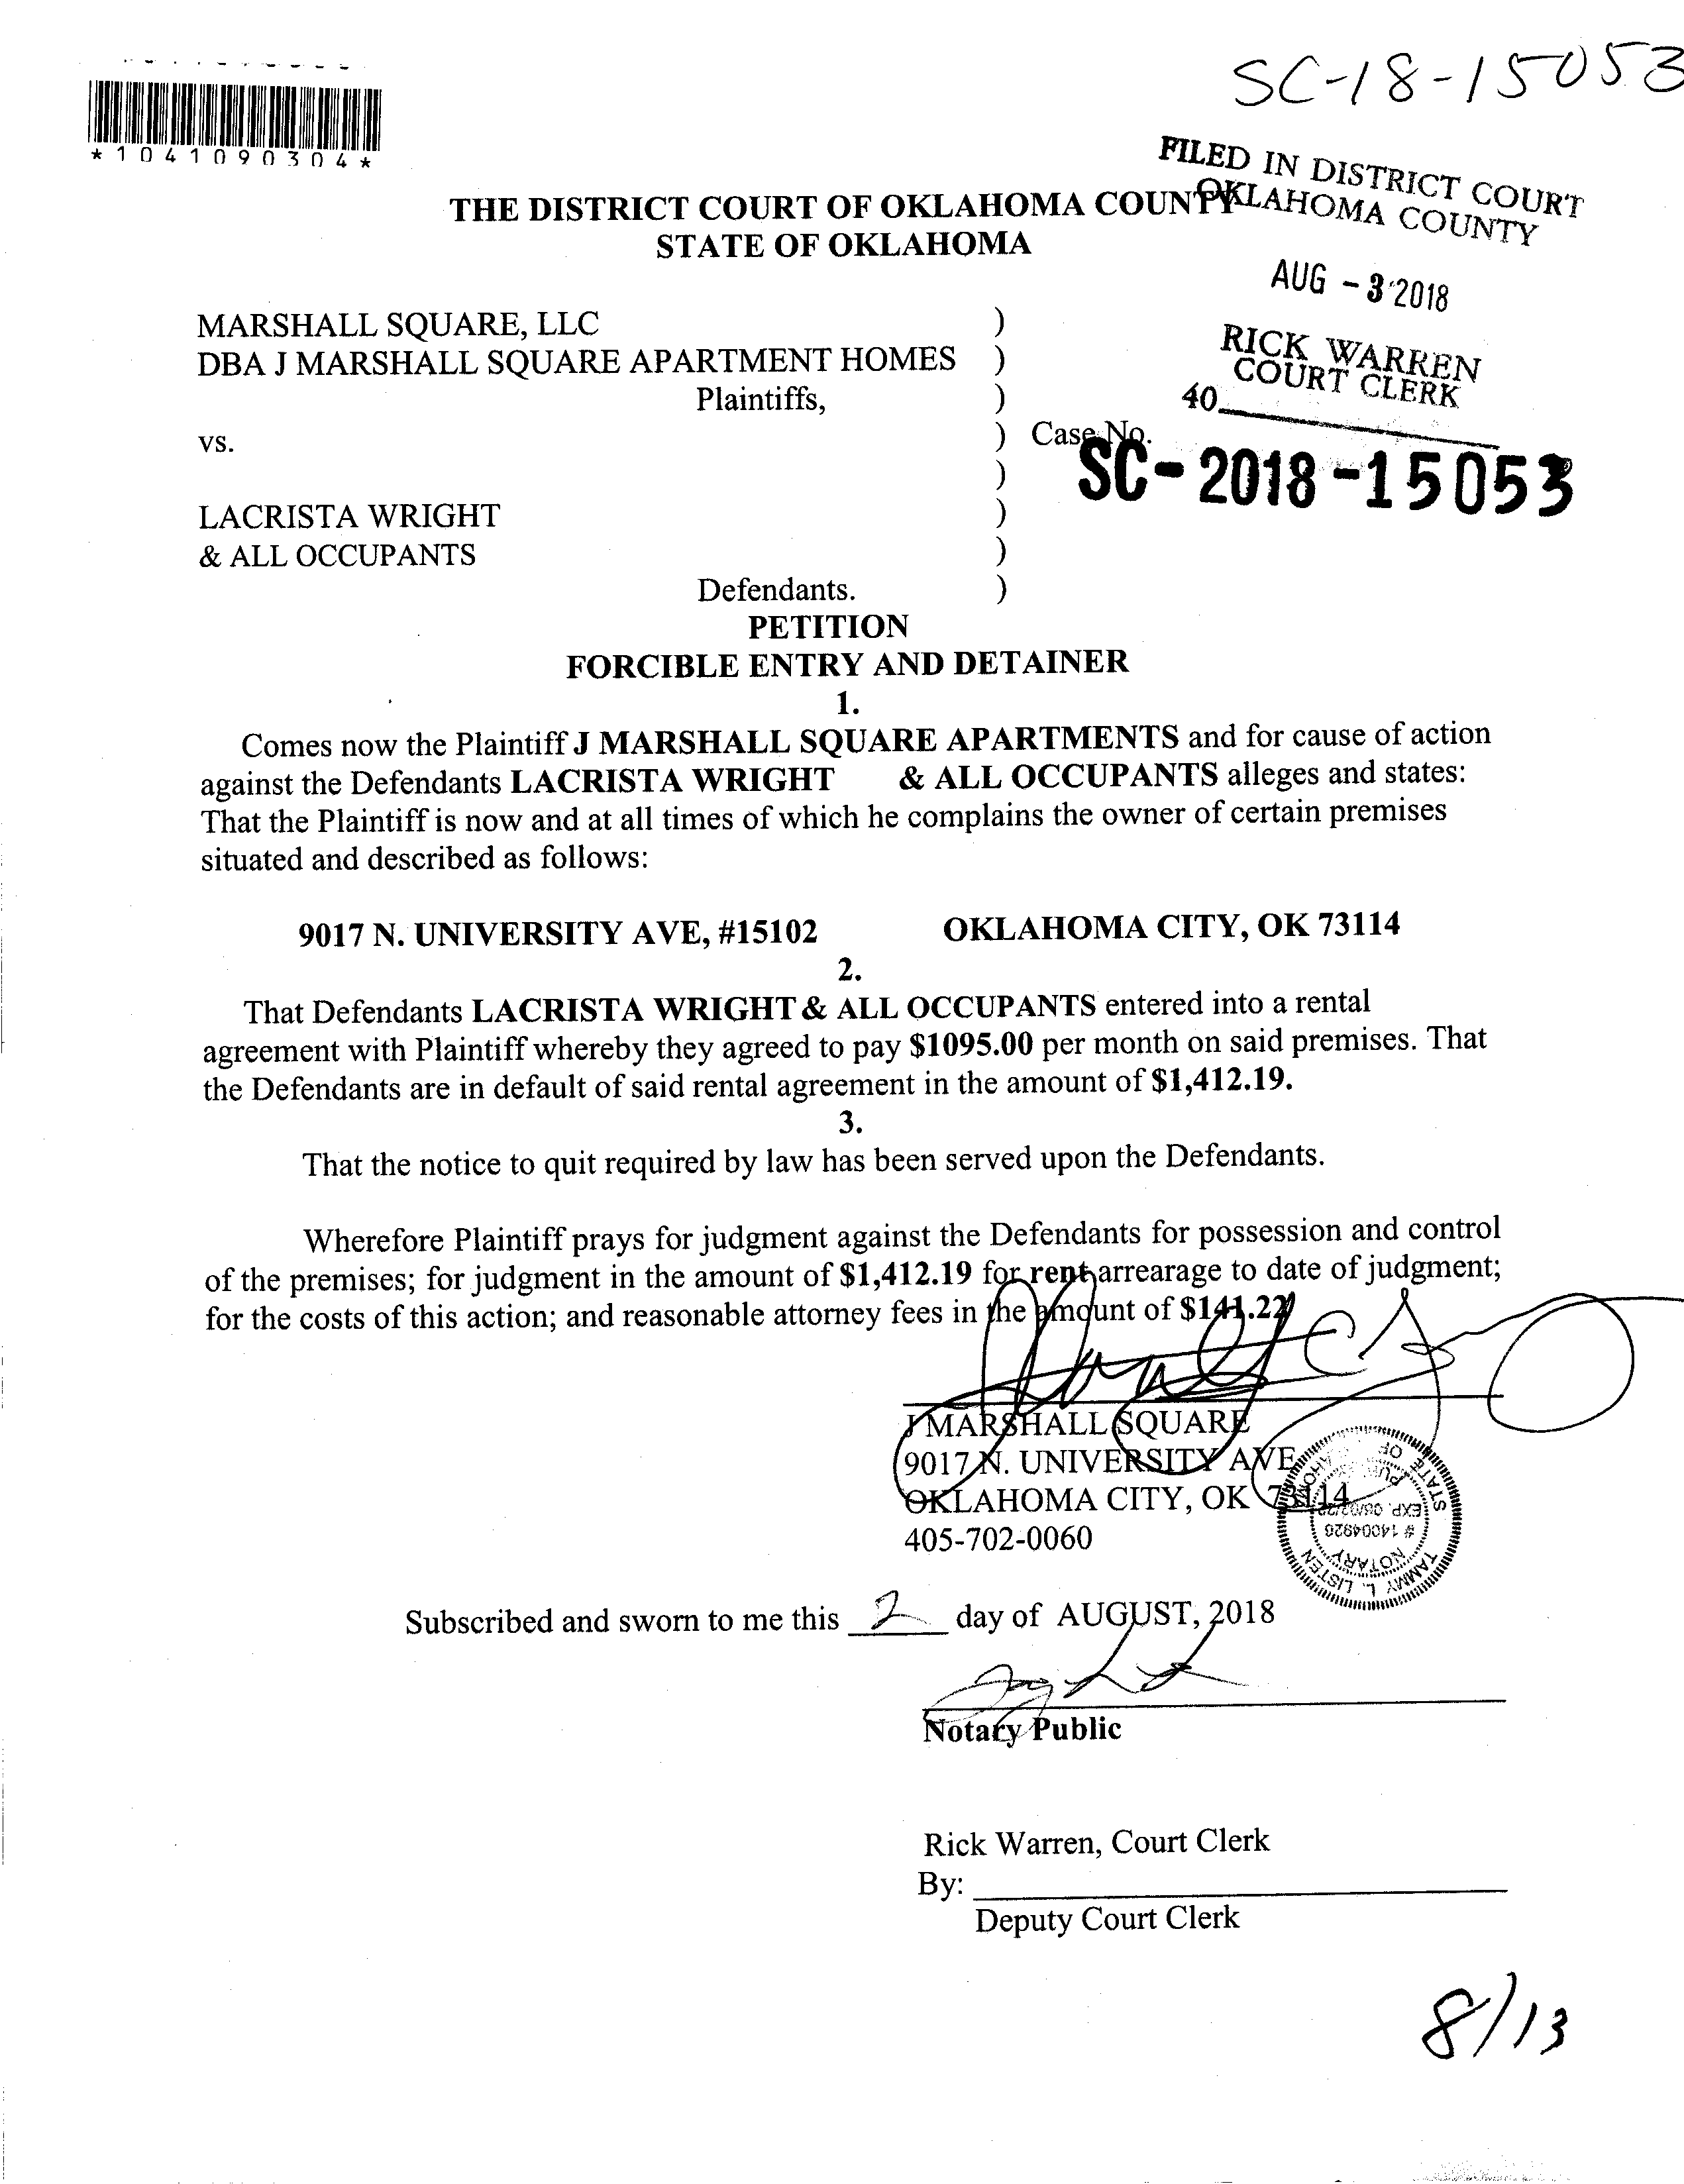 SC-18-15053
*1041090304*
FILED IN DISTRICT COURT
OKLAHOMA COUNTY
THE DISTRICT COURT OF OKLAHOMA COUNTY
STATE OF OKLAHOMA
AUG - 3 2018
MARSHALL SQUARE, LLC )
DBA J MARSHALL SQUARE APARTMENT HOMES )
Plaintiffs, )
RICK WARREN
COURT CLERK
40
vs. ) Case No.
)
SC-2018-15053
LACRISTA WRIGHT )
& ALL OCCUPANTS )
Defendants. )
PETITION
FORCIBLE ENTRY AND DETAINER
1.
Comes now the Plaintiff J MARSHALL SQUARE APARTMENTS and for cause of action
against the Defendants LACRISTA WRIGHT & ALL OCCUPANTS alleges and states:
That the Plaintiff is now and at all times of which he complains the owner of certain premises
situated and described as follows:
9017 N. UNIVERSITY AVE, #15102 OKLAHOMA CITY, OK 73114
2.
That Defendants LACRISTA WRIGHT & ALL OCCUPANTS entered into a rental
agreement with Plaintiff whereby they agreed to pay $1095.00 per month on said premises. That
the Defendants are in default of said rental agreement in the amount of $1,412.19.
3.
That the notice to quit required by law has been served upon the Defendants.
Wherefore Plaintiff prays for judgment against the Defendants for possession and control
of the premises; for judgment in the amount of $1,412.19 for rent arrearage to date of judgment;
for the costs of this action; and reasonable attorney fees in the amount of $141.22
J MARSHALL SQUARE
9017 N. UNIVERSITY AVE
OKLAHOMA CITY, OK 73114
405-702-0060
TAMMY L. LISTEN
NOTARY
# 14004920
EXP.
STATE OF
Subscribed and sworn to me this 2 day of AUGUST, 2018
Notary Public
Rick Warren, Court Clerk
By:
Deputy Court Clerk
8/13